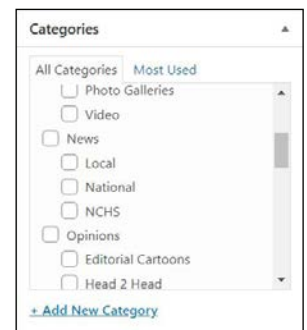 Categories
All Categories Most Used
Photo Galleries
Video
News
Local
National
NCHS
Opinions
Editorial Cartoons
Head 2 Head
+ Add New Category